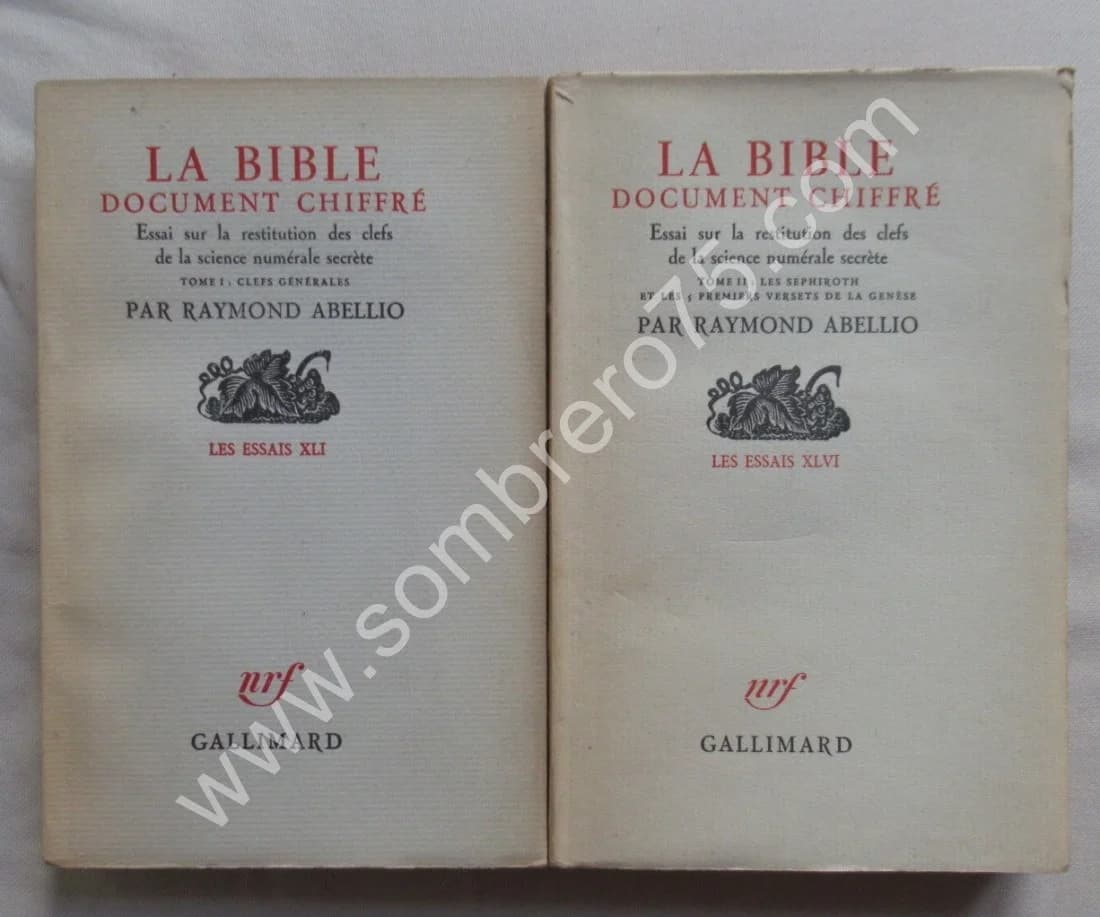 LA BIBLE
DOCUMENT CHIFFRÉ
Essai sur la restitution des clefs
de la science numérale secrète
TOME I : CLEFS GÉNÉRALES
PAR RAYMOND ABELLIO
LES ESSAIS XLI
nrf
GALLIMARD
LA BIBLE
DOCUMENT CHIFFRÉ
Essai sur la restitution des clefs
de la science numérale secrète
TOME II : LES SEPHIROTH
ET LES 5 PREMIERS VERSETS DE LA GENÈSE
PAR RAYMOND ABELLIO
LES ESSAIS XLVI
nrf
GALLIMARD
www.sombrero75.com